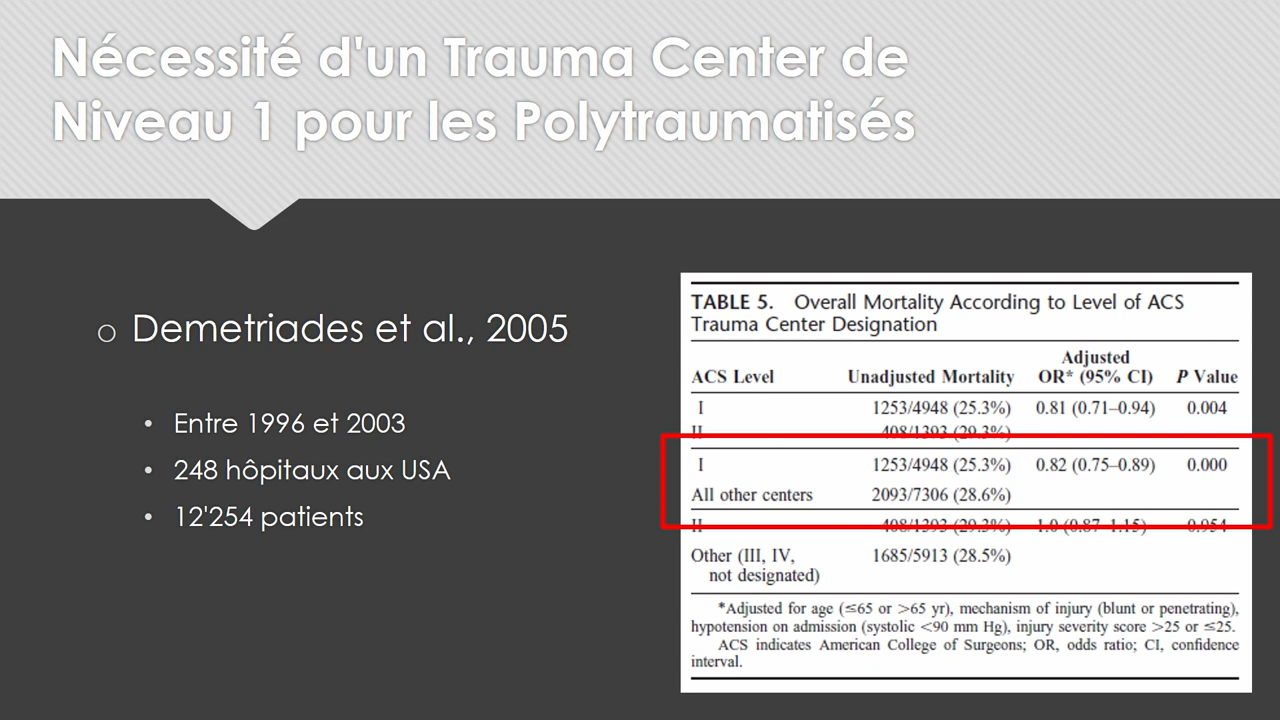 Nécessité d'un Trauma Center de
Niveau 1 pour les Polytraumatisés
Demetriades et al., 2005
Entre 1996 et 2003
248 hôpitaux aux USA
12'254 patients
TABLE 5. Overall Mortality According to Level of ACS
Trauma Center Designation
ACS Level Unadjusted Mortality Adjusted OR* (95% CI) P Value
I 1253/4948 (25.3%) 0.81 (0.71–0.94) 0.004
II 408/1393 (29.3%)
I 1253/4948 (25.3%) 0.82 (0.75–0.89) 0.000
All other centers 2093/7306 (28.6%)
II 408/1393 (29.3%) 1.0 (0.87–1.15) 0.954
Other (III, IV, 1685/5913 (28.5%)
not designated)
*Adjusted for age (≤65 or >65 yr), mechanism of injury (blunt or penetrating),
hypotension on admission (systolic <90 mm Hg), injury severity score >25 or ≤25.
ACS indicates American College of Surgeons; OR, odds ratio; CI, confidence
interval.